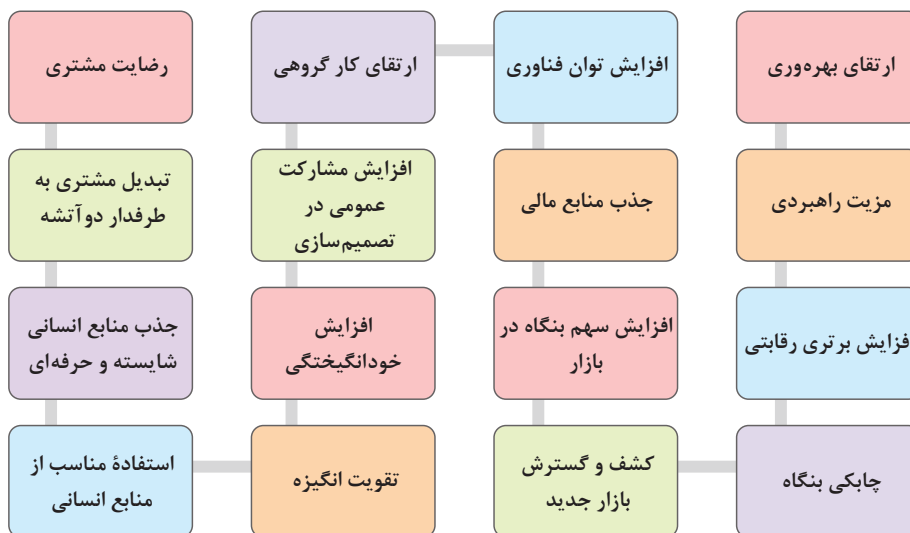 ارتقای بهره‌وری
مزیت راهبردی
فزایش برتری رقابتی
چابکی بنگاه
کشف و گسترش
بازار جدید
افزایش سهم بنگاه در
بازار
جذب منابع مالی
افزایش توان فناوری
ارتقای کار گروهی
افزایش مشارکت
عمومی در
تصمیم‌سازی
افزایش
خودانگیختگی
تقویت انگیزه
استفادۀ مناسب از
منابع انسانی
جذب منابع انسانی
شایسته و حرفه‌ای
تبدیل مشتری به
طرفدار دوآتشه
رضایت مشتری